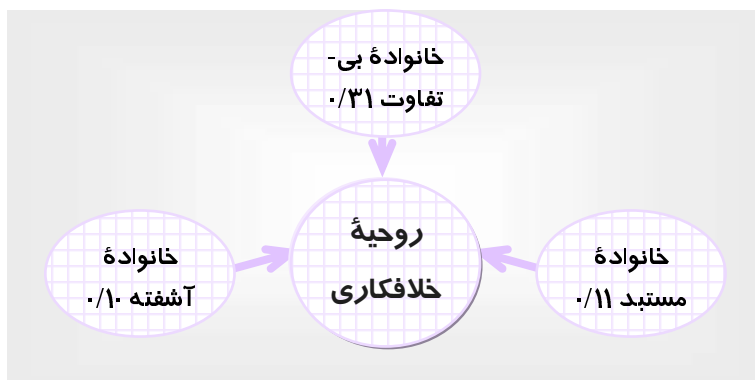 خانوادهٔ بی-
تفاوت ۰/۳۱
روحیهٔ
خلافکاری
خانوادهٔ
مستبد ۰/۱۱
خانوادهٔ
آشفته ۰/۱۰